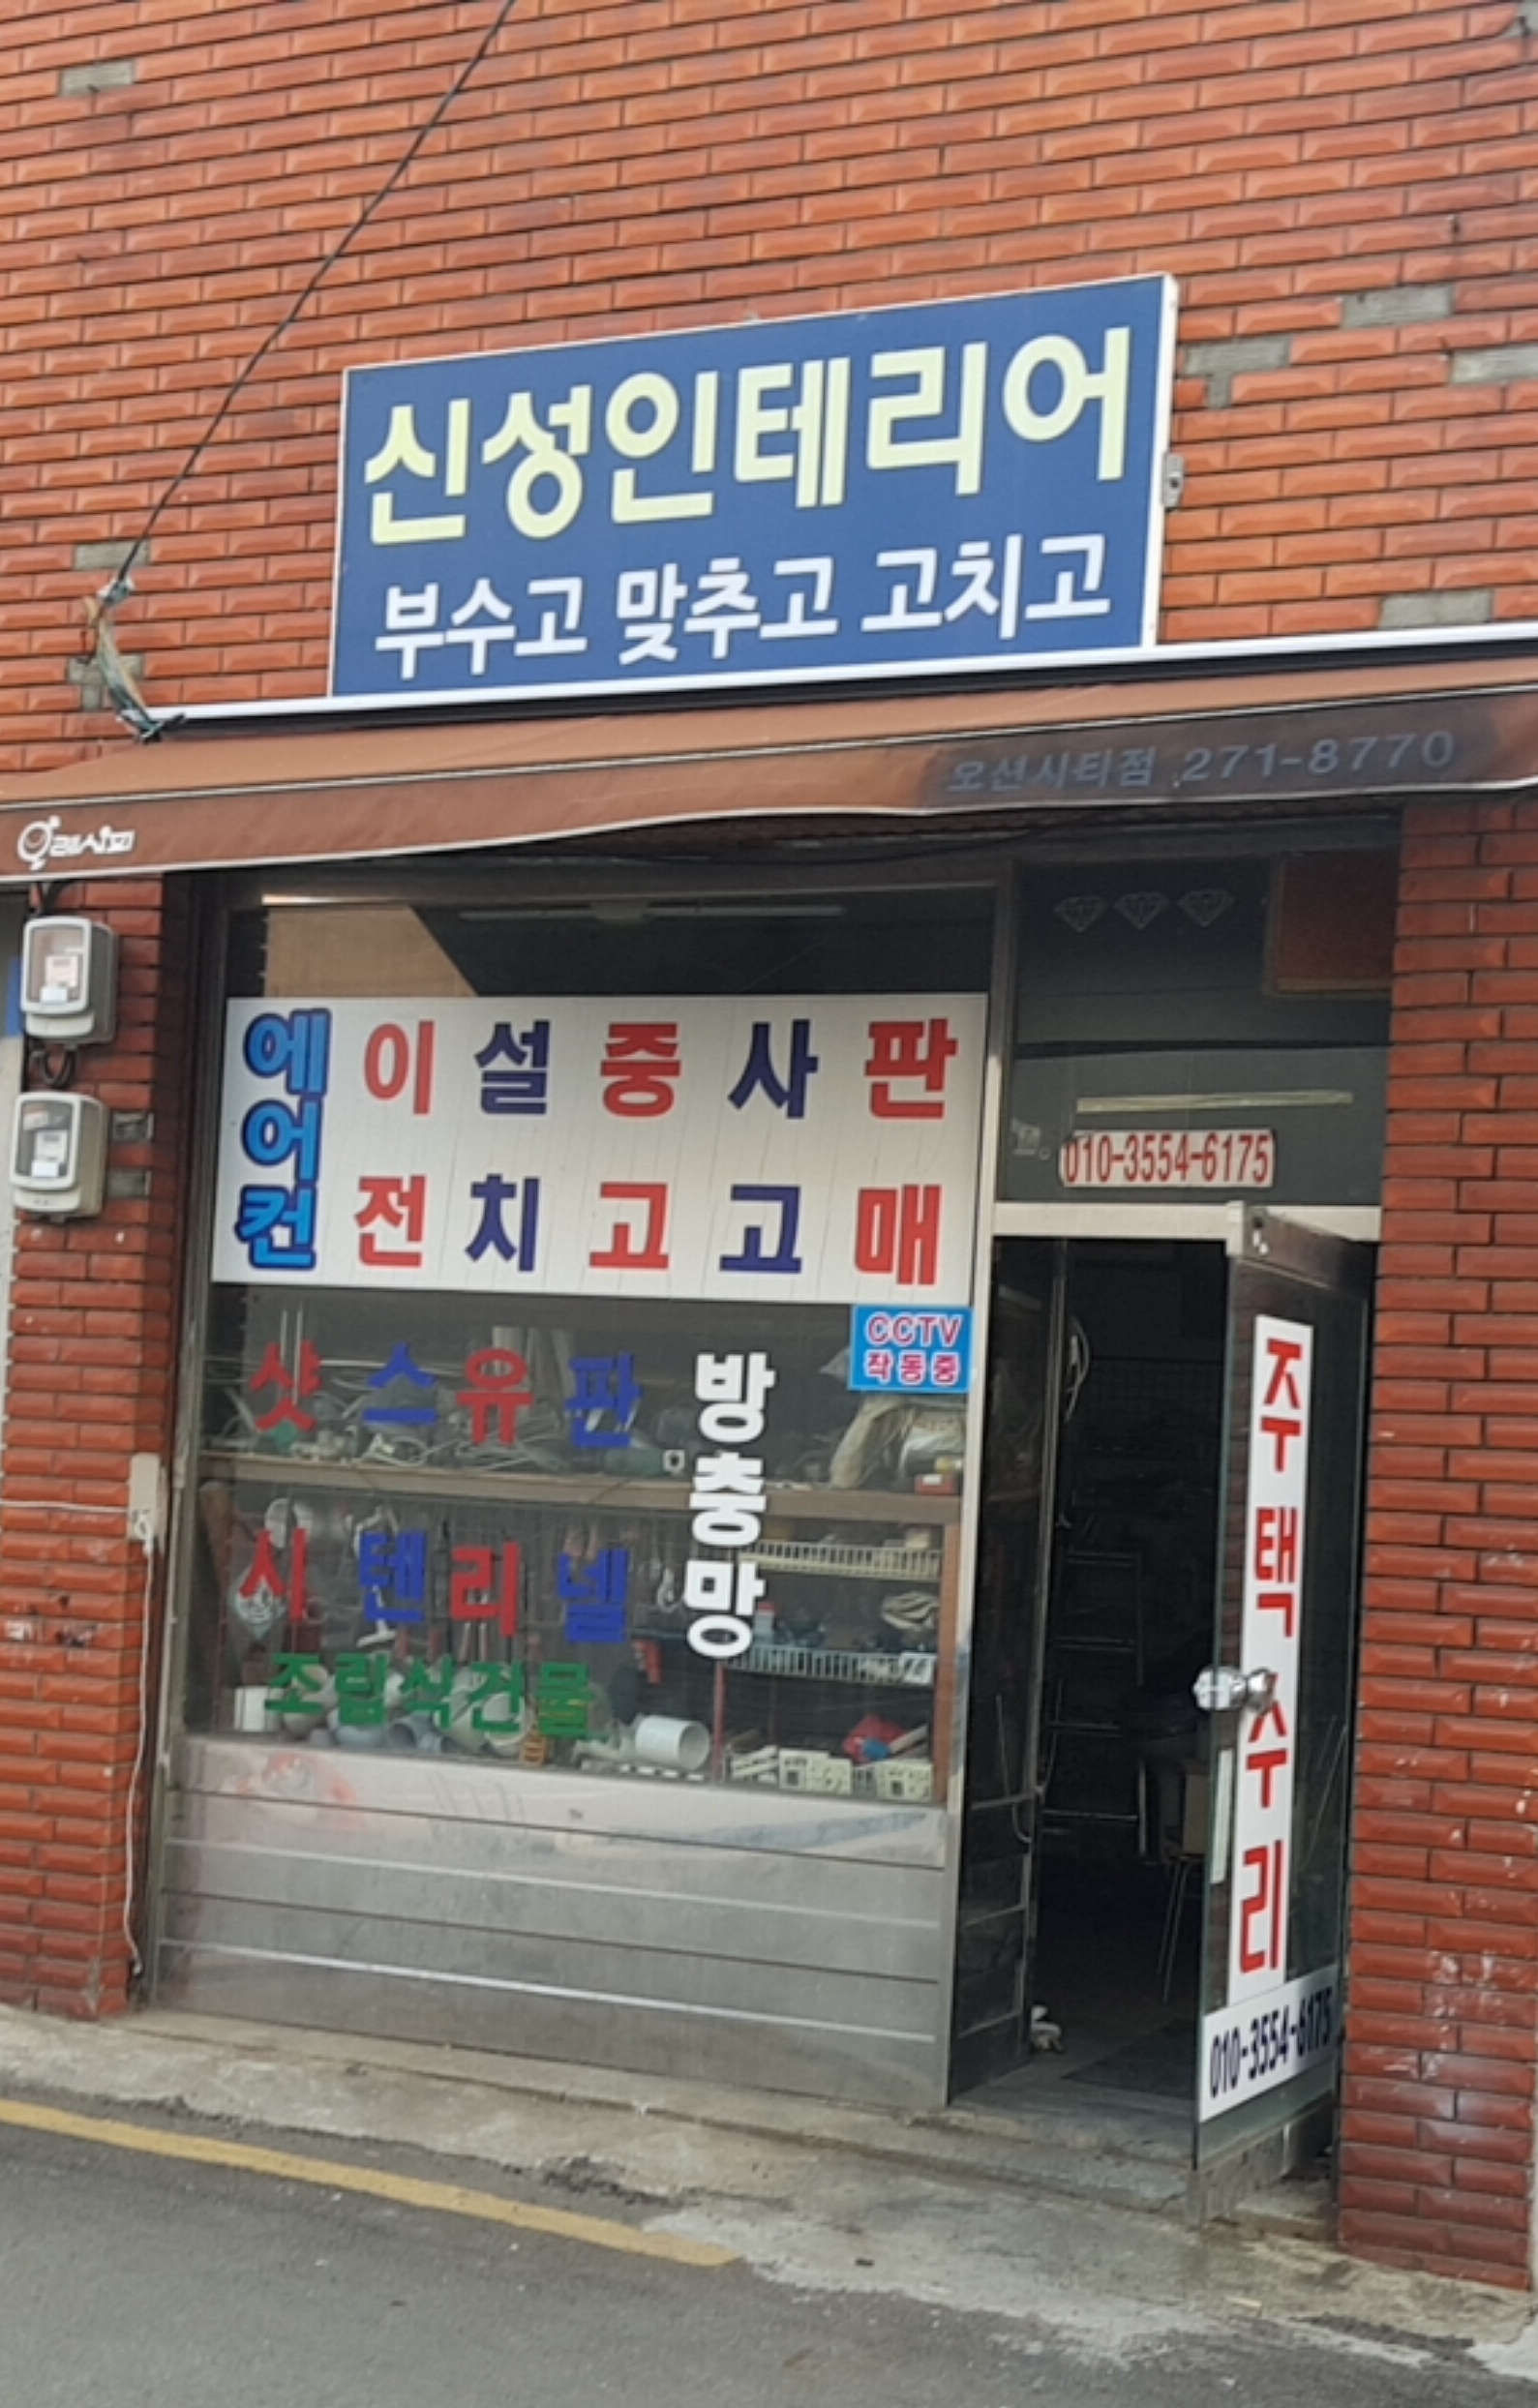 신성인테리어
부수고 맞추고 고치고
오션시티점 271-8770
에어컨
이 설 중 사 판
전 치 고 고 매
010-3554-6175
CCTV
작동중
샷 스 유 판
시 텐 리 넬
방충망
조립식건물
주택수리
010-3554-6175